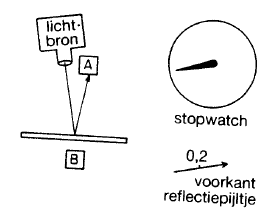 licht-
bron
A
B
stopwatch
0,2
voorkant
reflectiepijltje